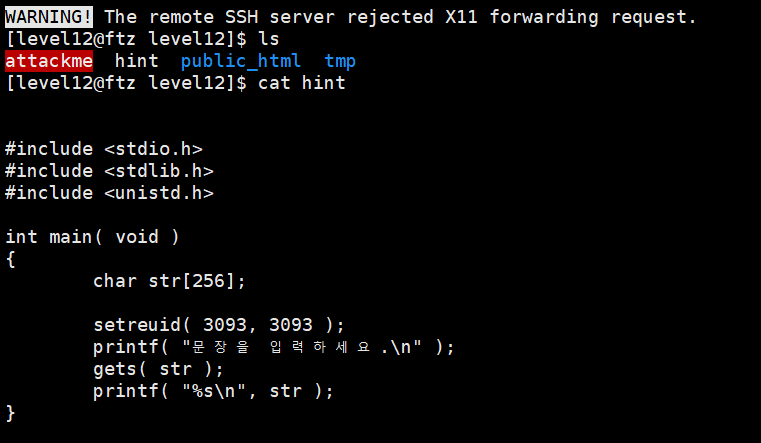 WARNING! The remote SSH server rejected X11 forwarding request.
[level12@ftz level12]$ ls
attackme  hint  public_html  tmp
[level12@ftz level12]$ cat hint
#include <stdio.h>
#include <stdlib.h>
#include <unistd.h>
int main( void )
{
        char str[256];
        setreuid( 3093, 3093 );
        printf( "문장을 입력하세요.\n" );
        gets( str );
        printf( "%s\n", str );
}